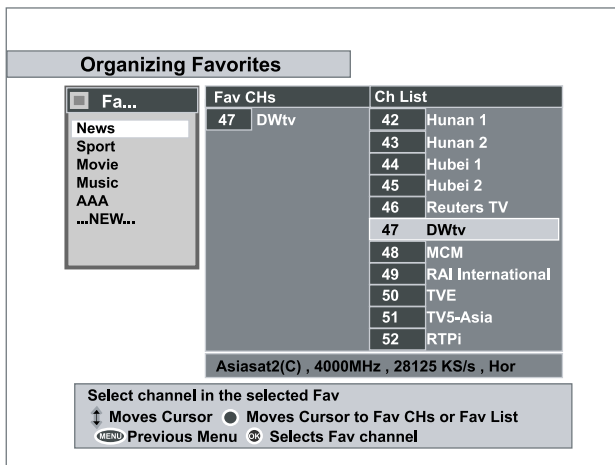 Organizing Favorites
Fa...
News
Sport
Movie
Music
AAA
...NEW...
Fav CHs
47 DWtv
Ch List
42 Hunan 1
43 Hunan 2
44 Hubei 1
45 Hubei 2
46 Reuters TV
47 DWtv
48 MCM
49 RAI International
50 TVE
51 TV5-Asia
52 RTPi
Asiasat2(C) , 4000MHz , 28125 KS/s , Hor
Select channel in the selected Fav
Moves Cursor Moves Cursor to Fav CHs or Fav List
MENU Previous Menu OK Selects Fav channel